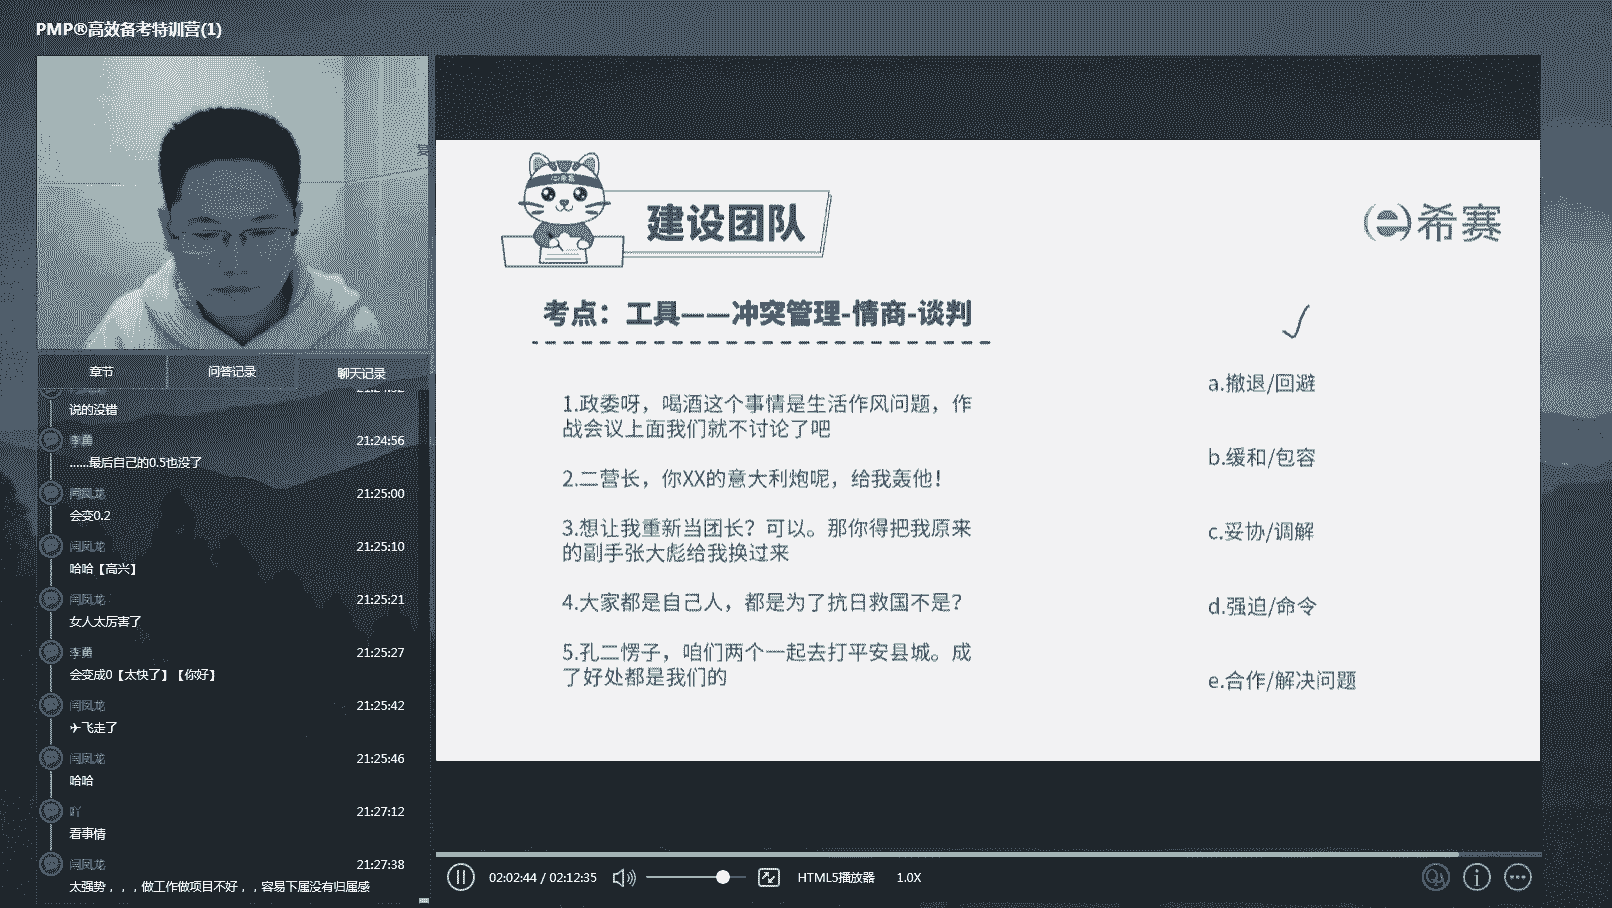 PMP®高效备考特训营(1)
章节
问答记录
聊天记录
说的没错
李勇
21:24:56
......最后自己的0.5也没了
闫凤龙
21:25:00
会变0.2
闫凤龙
21:25:10
哈哈【高兴】
闫凤龙
21:25:21
女人太厉害了
李勇
21:25:27
会变成0【太快了】【你好】
闫凤龙
21:25:42
✈飞走了
闫凤龙
21:25:46
哈哈
21:27:12
看事情
闫凤龙
21:27:38
太强势，，，做工作做项目不好，，容易下属没有归属感
建设团队
希赛
考点：工具——冲突管理-情商-谈判
1.政委呀，喝酒这个事情是生活作风问题，作
战会议上面我们就不讨论了吧
2.二营长，你XX的意大利炮呢，给我轰他！
3.想让我重新当团长？可以。那你得把我原来
的副手张大彪给我换过来
4.大家都是自己人，都是为了抗日救国不是？
5.孔二愣子，咱们两个一起去打平安县城。成
了好处都是我们的
a.撤退/回避
b.缓和/包容
c.妥协/调解
d.强迫/命令
e.合作/解决问题
02:02:44 / 02:12:35
HTML5播放器
1.0X